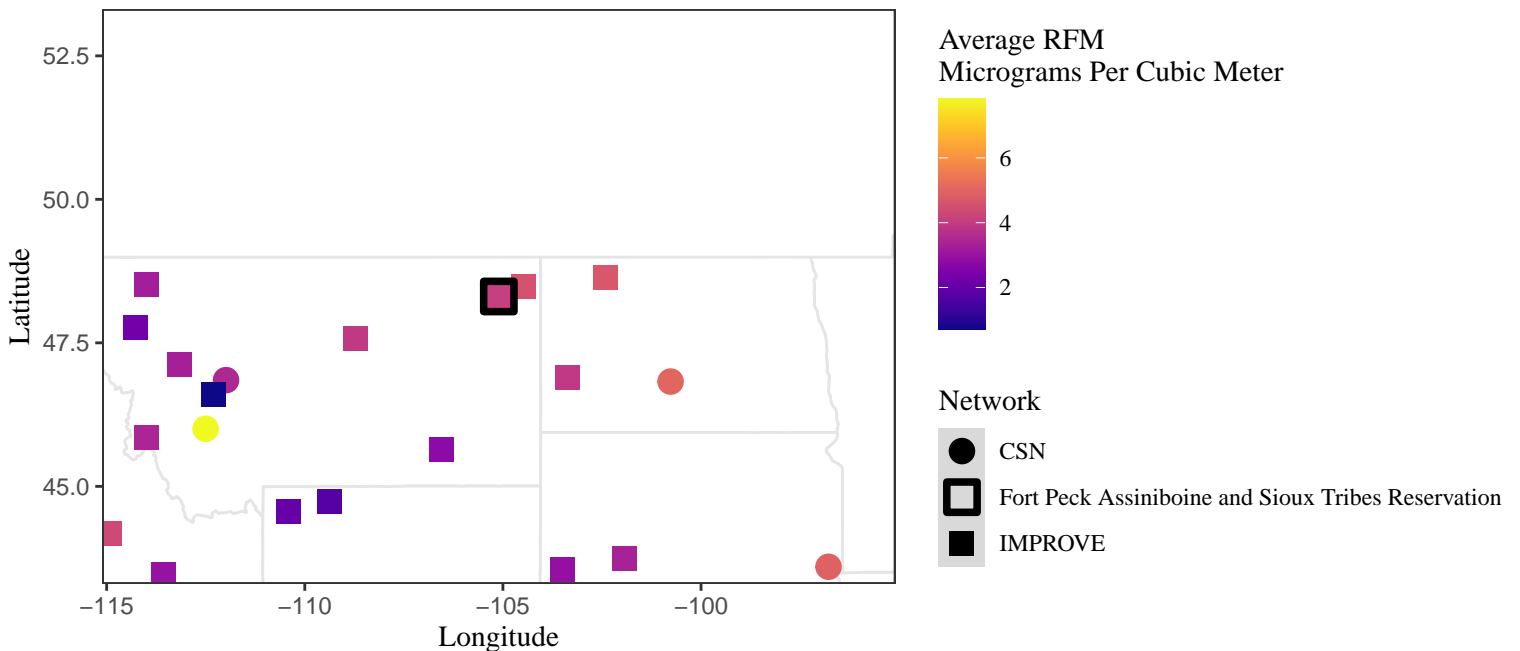 52.5
50.0
47.5
45.0
Latitude
−115
−110
−105
−100
Longitude
Average RFM
Micrograms Per Cubic Meter
6
4
2
Network
CSN
Fort Peck Assiniboine and Sioux Tribes Reservation
IMPROVE